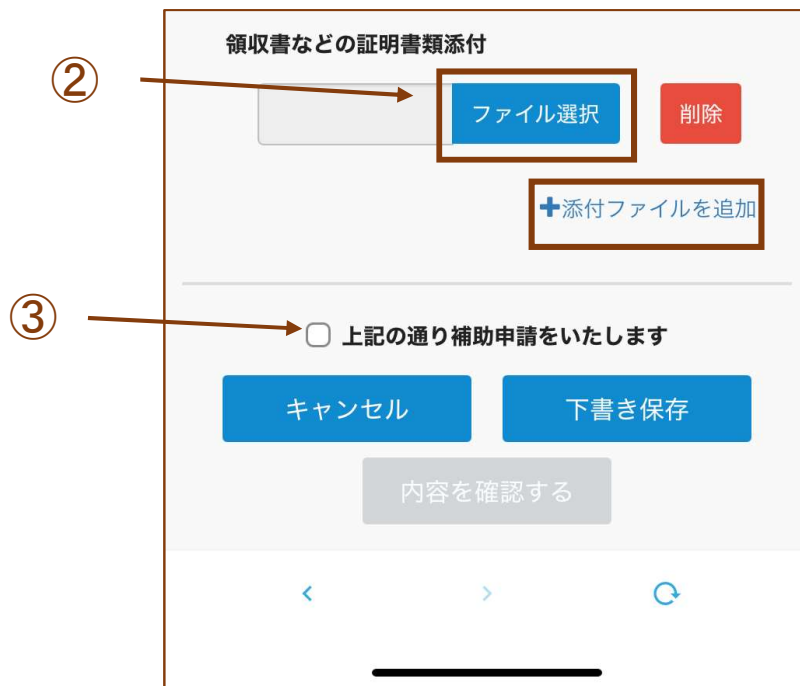 領収書などの証明書類添付
②
ファイル選択
削除
+添付ファイルを追加
③
上記の通り補助申請をいたします
キャンセル
下書き保存
内容を確認する